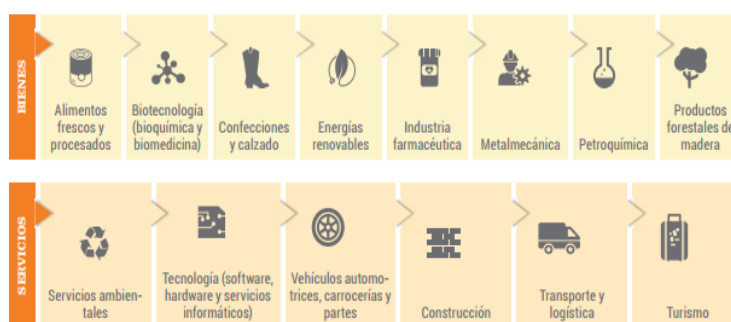 BIENES
Alimentos
frescos y
procesados
Biotecnología
(bioquímica y
biomedicina)
Confecciones
y calzado
Energías
renovables
Industria
farmacéutica
Metalmecánica
Petroquímica
Productos
forestales de
madera
SERVICIOS
Servicios ambien-
tales
Tecnología (software,
hardware y servicios
informáticos)
Vehículos automo-
trices, carrocerías y
partes
Construcción
Transporte y
logística
Turismo